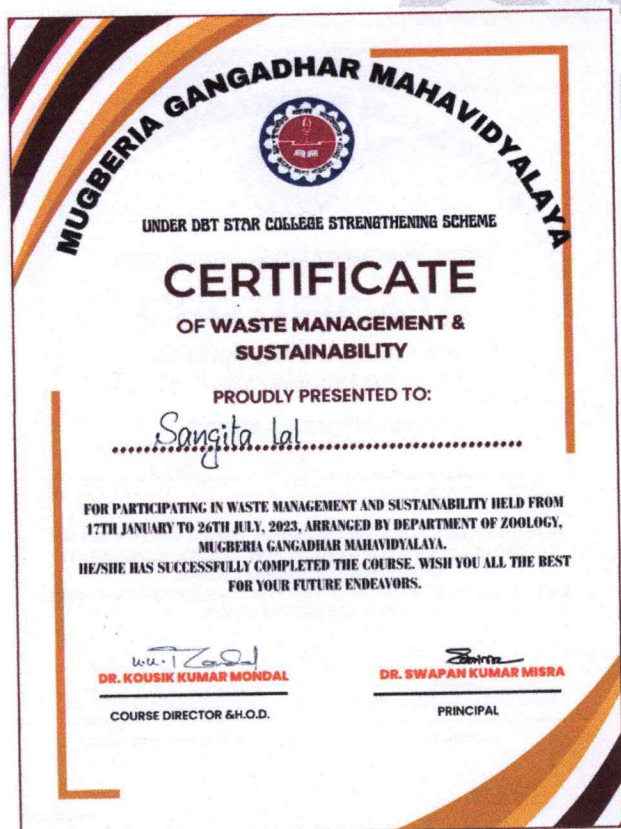 MUGBERIA GANGADHAR MAHAVIDYALAYA
UNDER DBT STAR COLLEGE STRENGTHENING SCHEME
CERTIFICATE
OF WASTE MANAGEMENT &
SUSTAINABILITY
PROUDLY PRESENTED TO:
Sangita lal
FOR PARTICIPATING IN WASTE MANAGEMENT AND SUSTAINABILITY HELD FROM
17TH JANUARY TO 26TH JULY, 2023, ARRANGED BY DEPARTMENT OF ZOOLOGY,
MUGBERIA GANGADHAR MAHAVIDYALAYA.
HE/SHE HAS SUCCESSFULLY COMPLETED THE COURSE. WISH YOU ALL THE BEST
FOR YOUR FUTURE ENDEAVORS.
DR. KOUSIK KUMAR MONDAL
COURSE DIRECTOR &H.O.D.
DR. SWAPAN KUMAR MISRA
PRINCIPAL